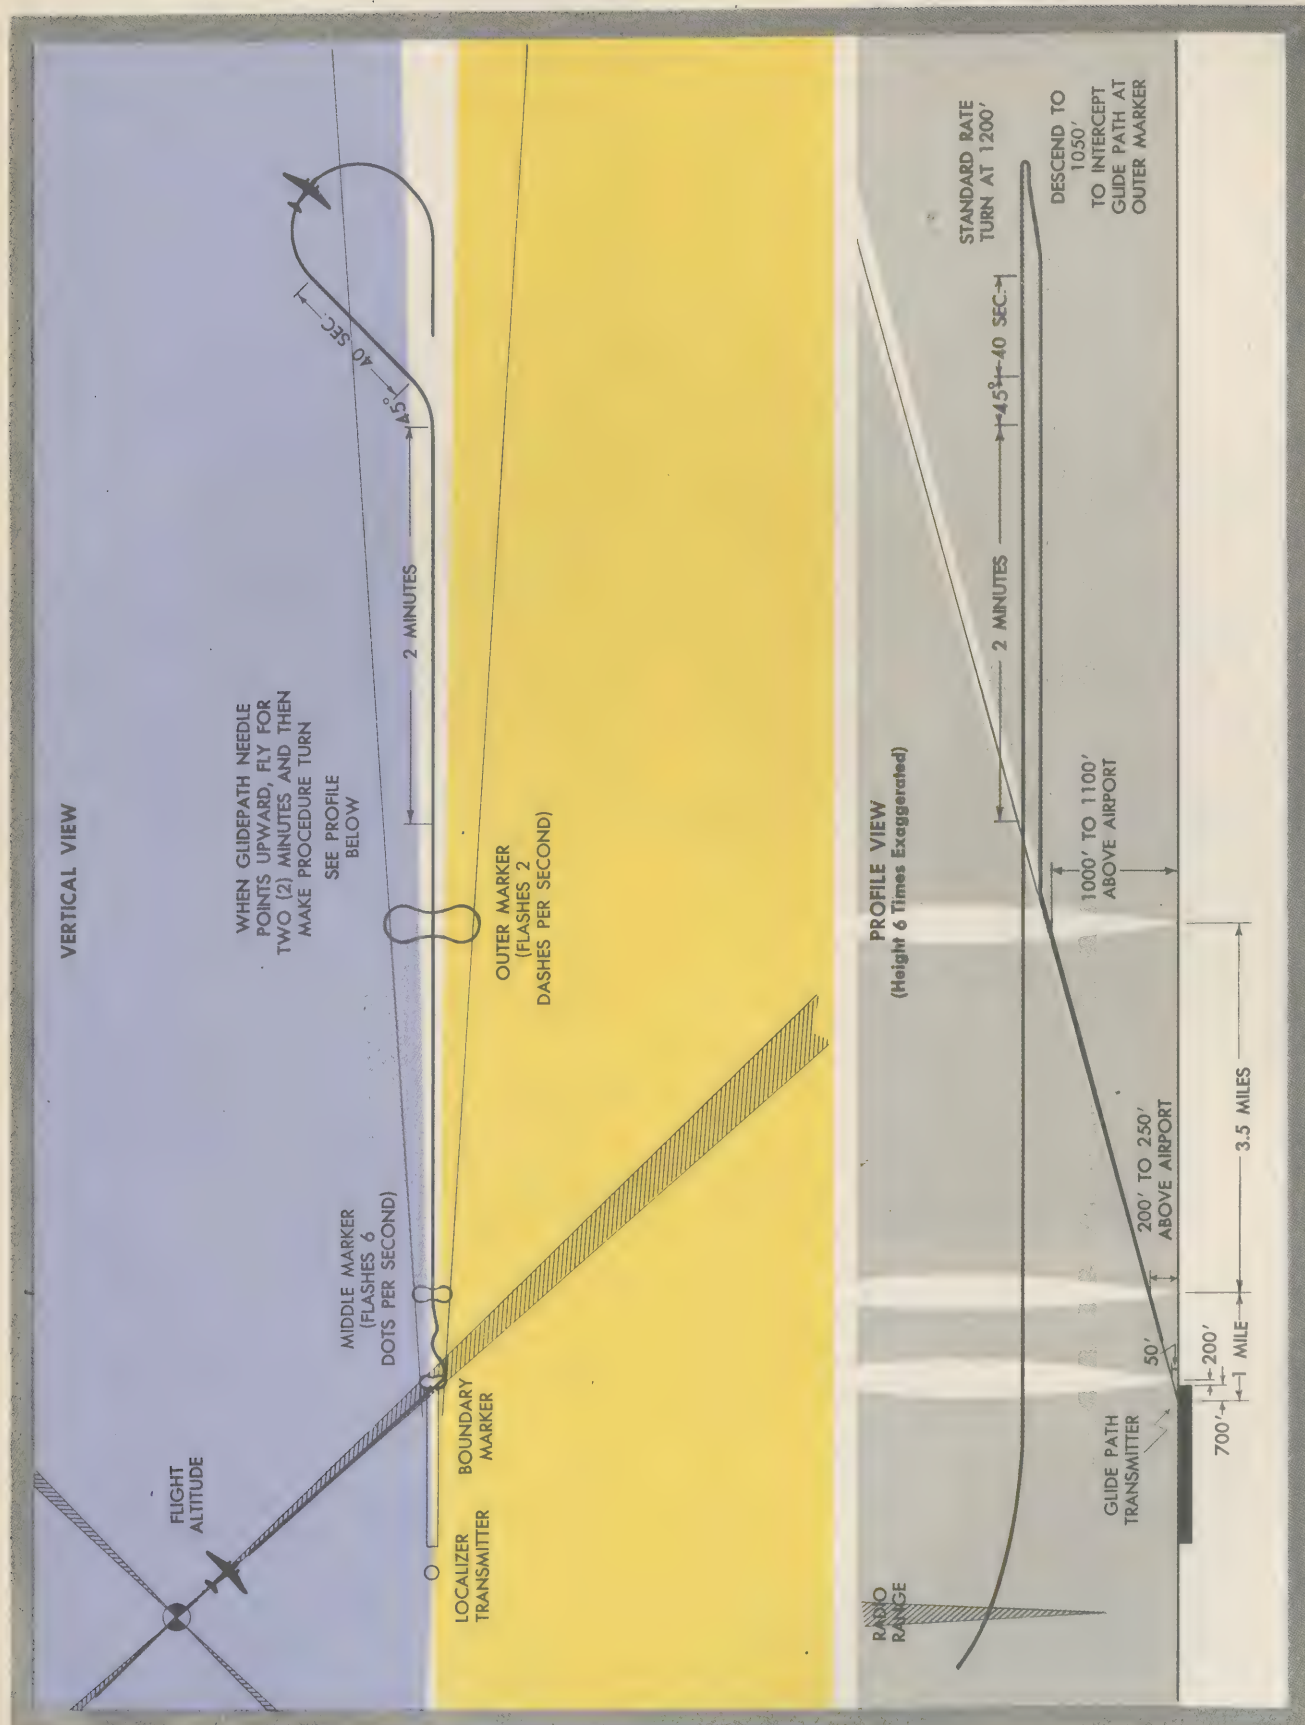 VERTICAL VIEW
WHEN GLIDEPATH NEEDLE
POINTS UPWARD, FLY FOR
TWO (2) MINUTES AND THEN
MAKE PROCEDURE TURN
SEE PROFILE
BELOW
FLIGHT
ALTITUDE
MIDDLE MARKER
(FLASHES 6
DOTS PER SECOND)
2 MINUTES
45°
40 SEC.
LOCALIZER
TRANSMITTER
BOUNDARY
MARKER
OUTER MARKER
(FLASHES 2
DASHES PER SECOND)
PROFILE VIEW
(Height 6 Times Exaggerated)
RADIO
RANGE
2 MINUTES
45°
40 SEC.
STANDARD RATE
TURN AT 1200'
DESCEND TO
1050'
TO INTERCEPT
GLIDE PATH AT
OUTER MARKER
1000' TO 1100'
ABOVE AIRPORT
200' TO 250'
ABOVE AIRPORT
50'
GLIDE PATH
TRANSMITTER
200'
700'
1 MILE
3.5 MILES